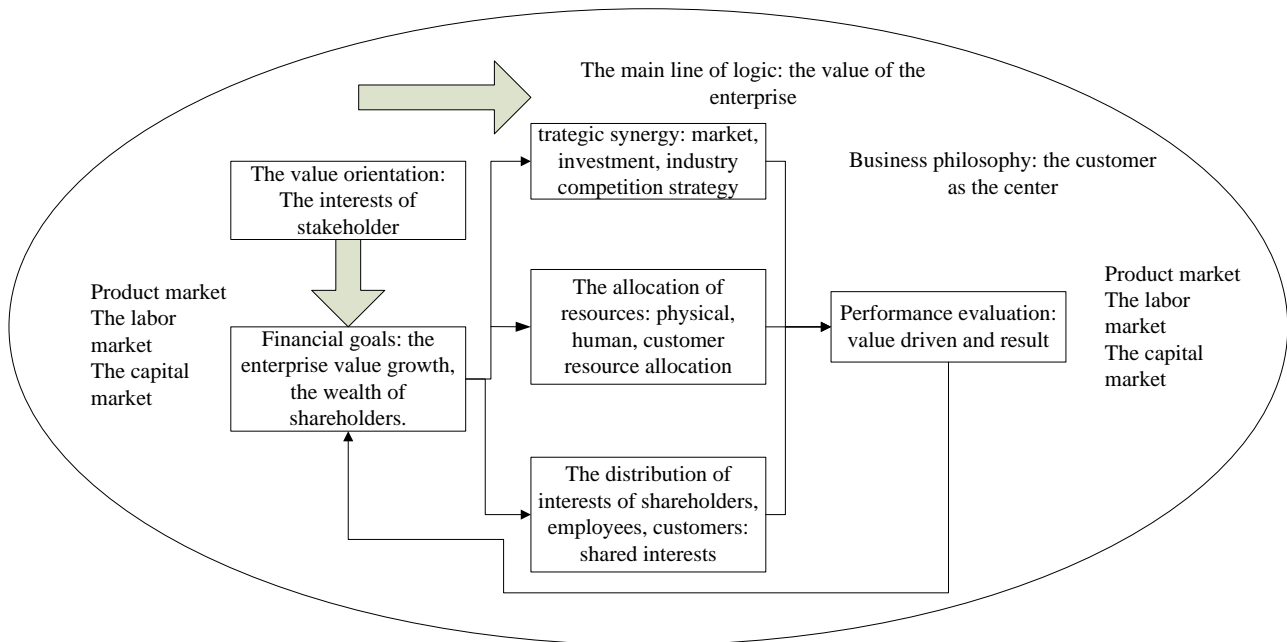 The main line of logic: the value of the
enterprise
trategic synergy: market,
investment, industry
competition strategy
Business philosophy: the customer
as the center
The value orientation:
The interests of
stakeholder
Product market
The labor
market
The capital
market
Financial goals: the
enterprise value growth,
the wealth of
shareholders.
The allocation of
resources: physical,
human, customer
resource allocation
Performance evaluation:
value driven and result
Product market
The labor
market
The capital
market
The distribution of
interests of shareholders,
employees, customers:
shared interests